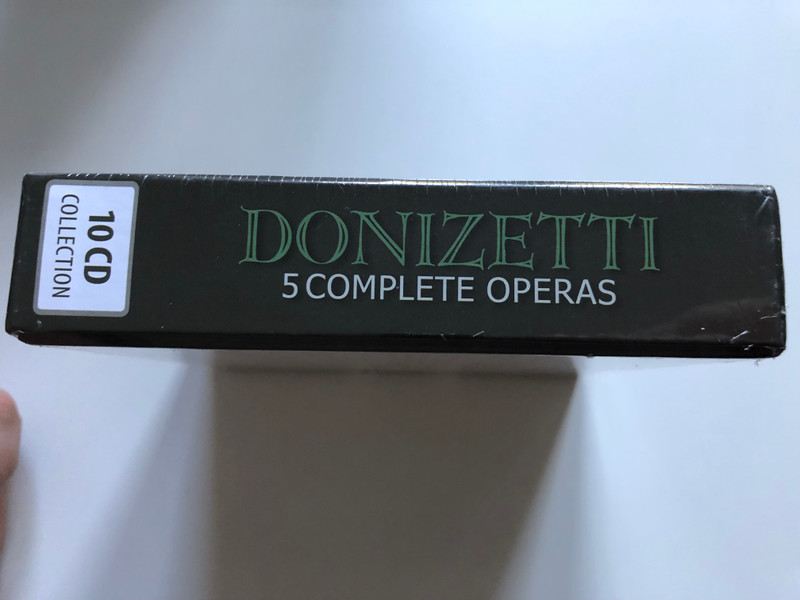 10 CD
COLLECTION
DONIZETTI
5 COMPLETE OPERAS